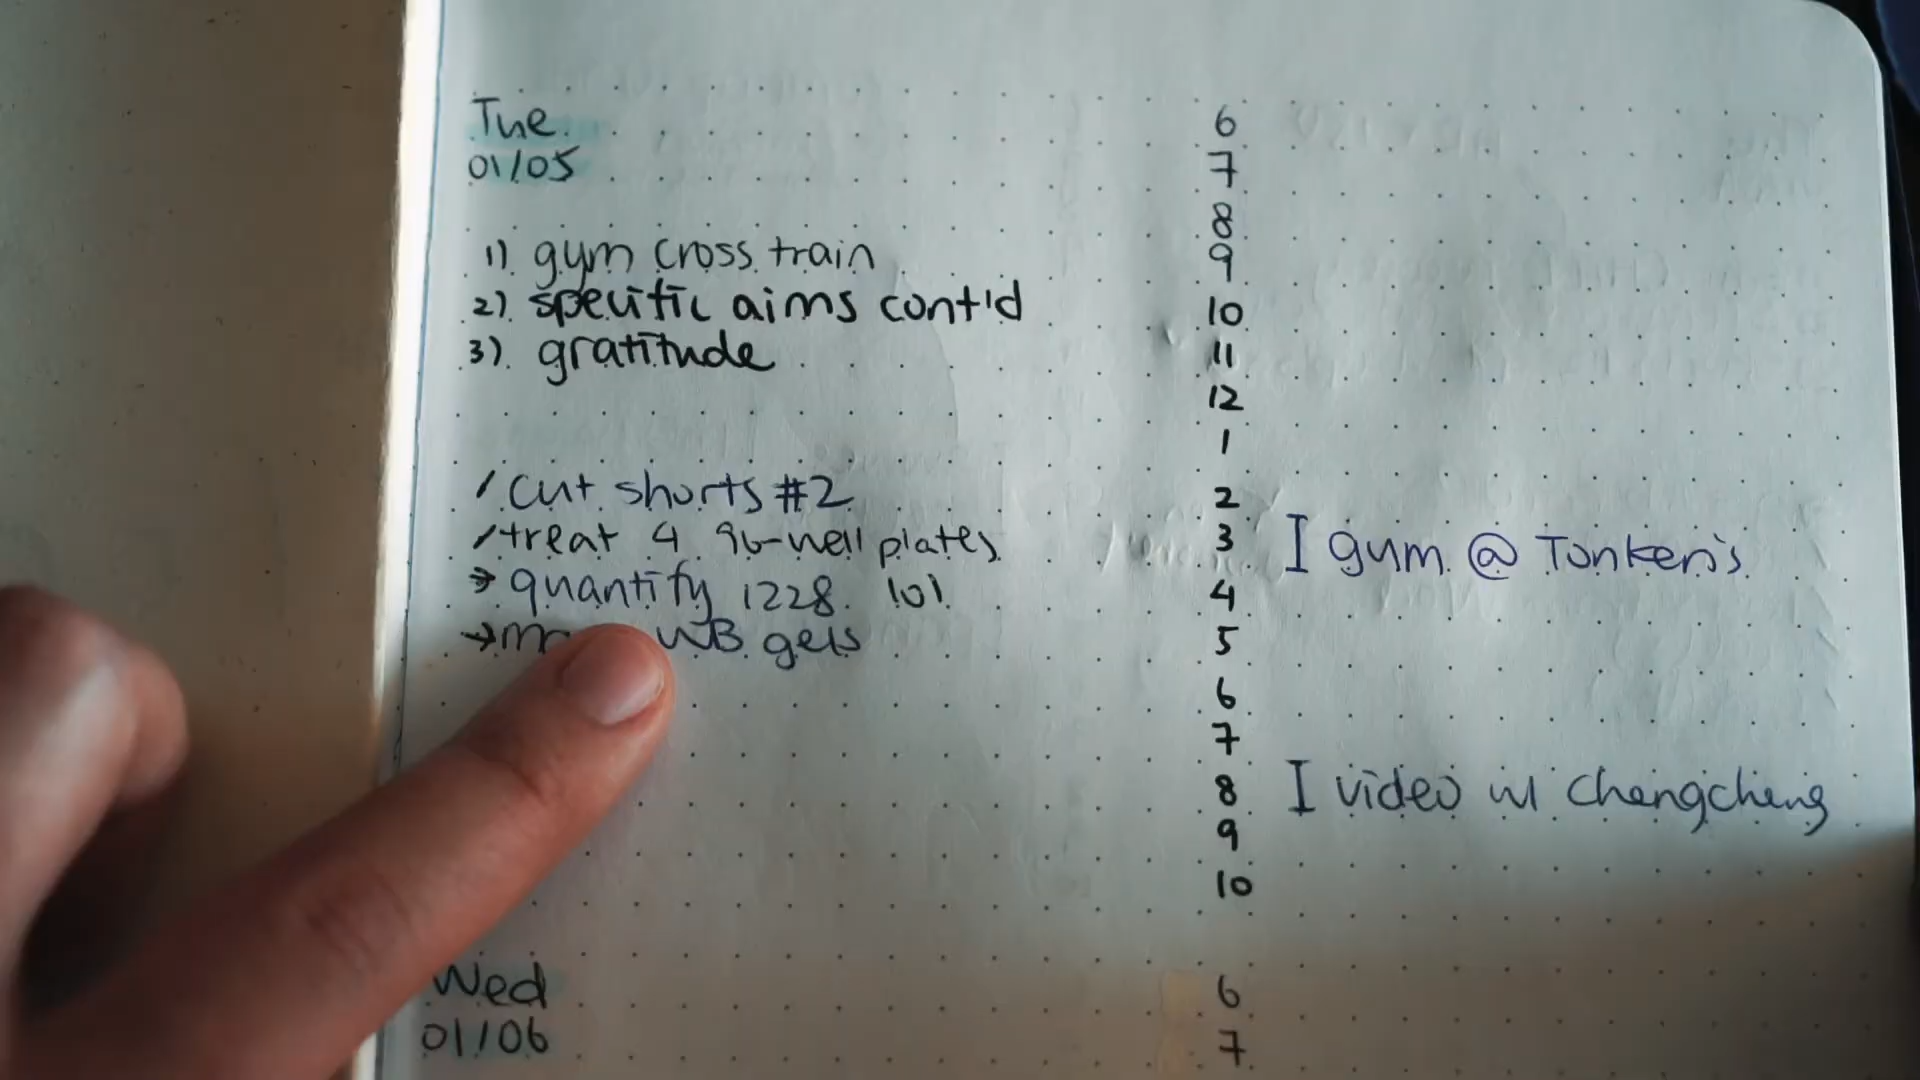 Tue.
01/05
1) gym cross train
2) specific aims cont'd
3) gratitude
/ cut shorts #2
/ treat 4 96-well plates
→ quantify 1228 101
→ WB gels
6
7
8
9
10
11
12
1
2
3 I gym @ Tonken's
4
5
6
7
8 I video w/ Chengcheng
9
10
Wed
01/06
6
7